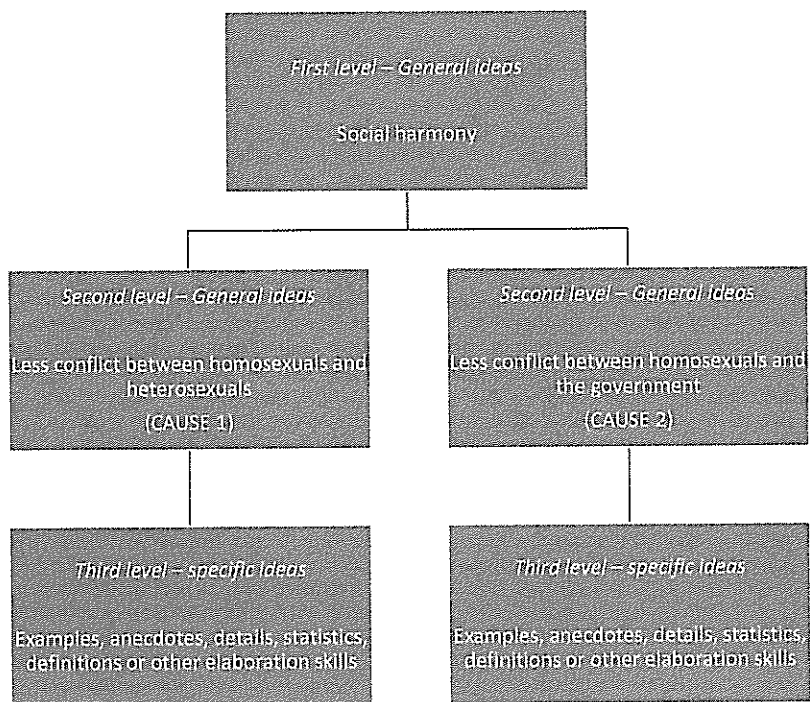 First level – General ideas
Social harmony
Second level – General ideas
Less conflict between homosexuals and
heterosexuals
(CAUSE 1)
Second level – General ideas
Less conflict between homosexuals and
the government
(CAUSE 2)
Third level – specific ideas
Examples, anecdotes, details, statistics,
definitions or other elaboration skills
Third level – specific ideas
Examples, anecdotes, details, statistics,
definitions or other elaboration skills